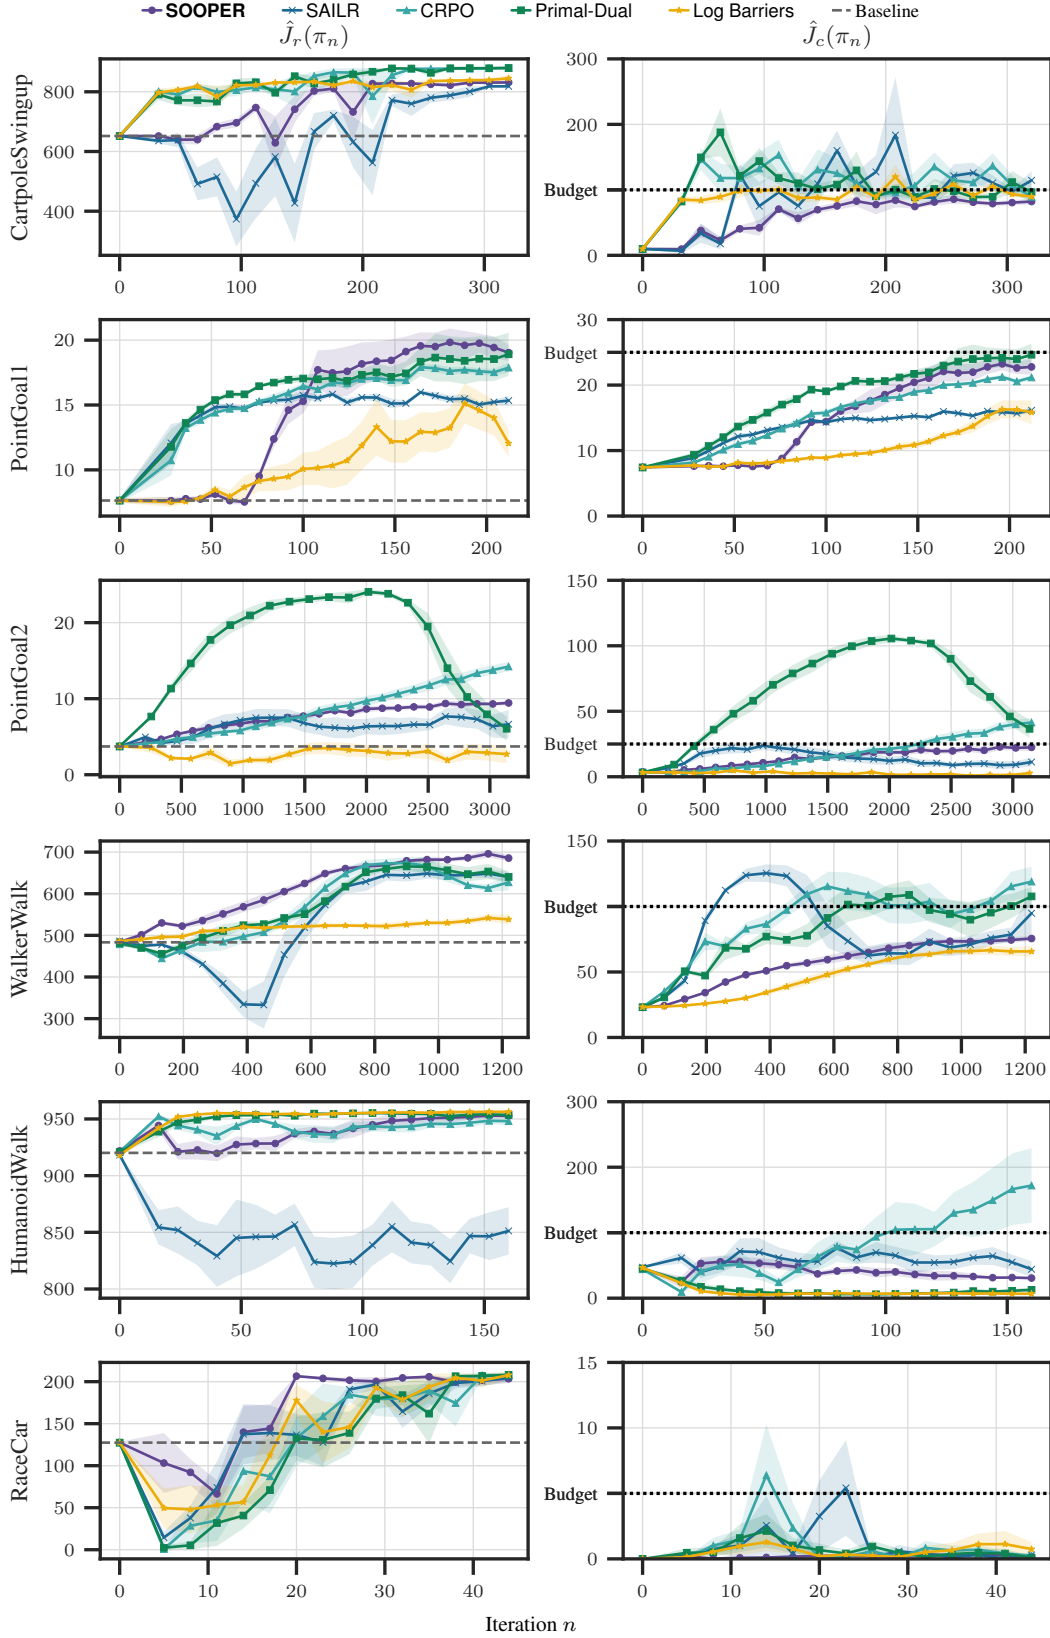 SOOPER SAILR CRPO Primal-Dual Log Barriers Baseline
Ĵr(πn) Ĵc(πn)
CartpoleSwingup
800
600
400
0 100 200 300
300
200
Budget
0
0 100 200 300
PointGoal1
20
15
10
0 50 100 150 200
30
Budget
20
10
0
0 50 100 150 200
PointGoal2
20
10
0
0 500 1000 1500 2000 2500 3000
150
100
50
Budget
0
0 500 1000 1500 2000 2500 3000
WalkerWalk
700
600
500
400
300
0 200 400 600 800 1000 1200
150
Budget
50
0
0 200 400 600 800 1000 1200
HumanoidWalk
950
900
850
800
0 50 100 150
300
200
Budget
0
0 50 100 150
RaceCar
200
150
100
50
0
0 10 20 30 40
15
10
Budget
0
0 10 20 30 40
Iteration n